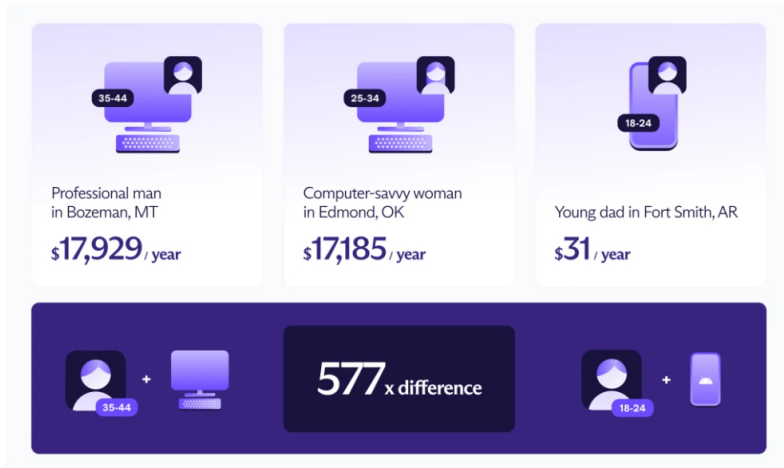 35-44
Professional man
in Bozeman, MT
$17,929 / year
25-34
Computer-savvy woman
in Edmond, OK
$17,185 / year
18-24
Young dad in Fort Smith, AR
$31 / year
35-44
+
577x difference
18-24
+